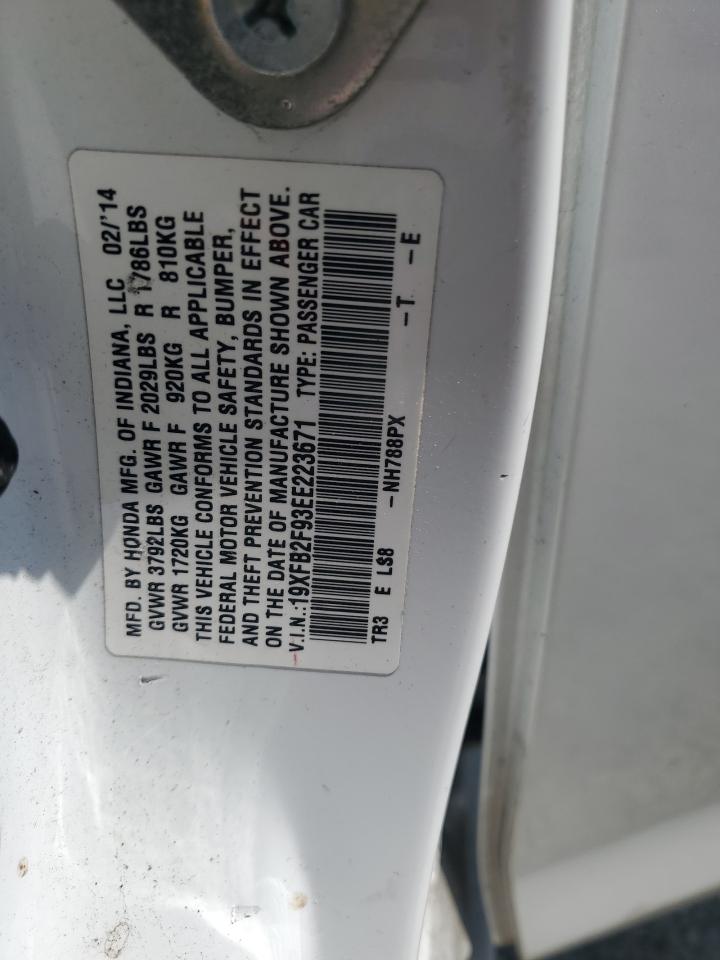 MFD. BY HONDA MFG. OF INDIANA, LLC 02/'14
GVWR 3792LBS GAWR F 2029LBS R 1786LBS
GVWR 1720KG GAWR F 920KG R 810KG
THIS VEHICLE CONFORMS TO ALL APPLICABLE
FEDERAL MOTOR VEHICLE SAFETY, BUMPER,
AND THEFT PREVENTION STANDARDS IN EFFECT
ON THE DATE OF MANUFACTURE SHOWN ABOVE.
V.I.N.:19XFB2F93EE223671 TYPE: PASSENGER CAR
TR3 E L$8 -NH788PX -T -E